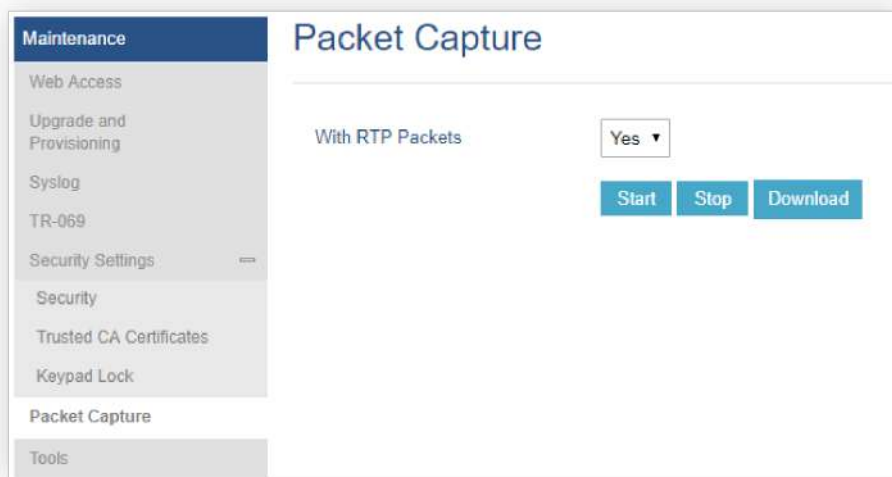 Maintenance
Web Access
Upgrade and
Provisioning
Syslog
TR-069
Security Settings
Security
Trusted CA Certificates
Keypad Lock
Packet Capture
Tools
Packet Capture
With RTP Packets
Yes
Start Stop Download